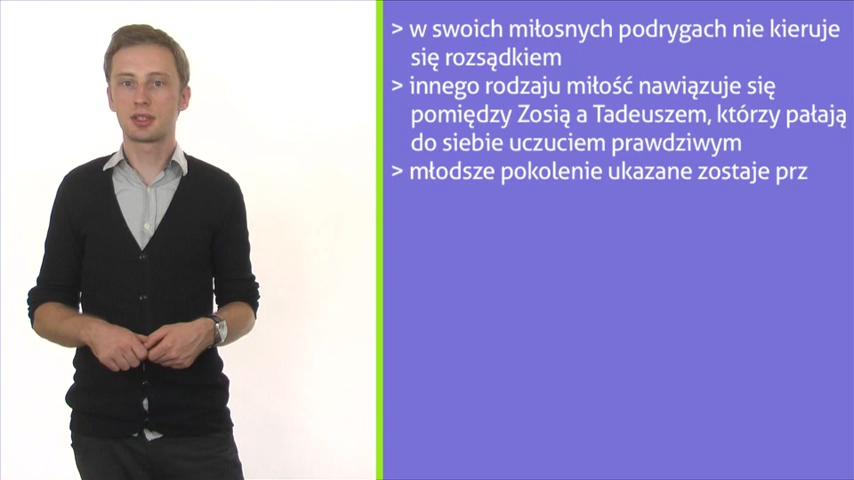 > w swoich miłosnych podrygach nie kieruje
się rozsądkiem
> innego rodzaju miłość nawiązuje się
pomiędzy Zosią a Tadeuszem, którzy pałają
do siebie uczuciem prawdziwym
> młodsze pokolenie ukazane zostaje prz